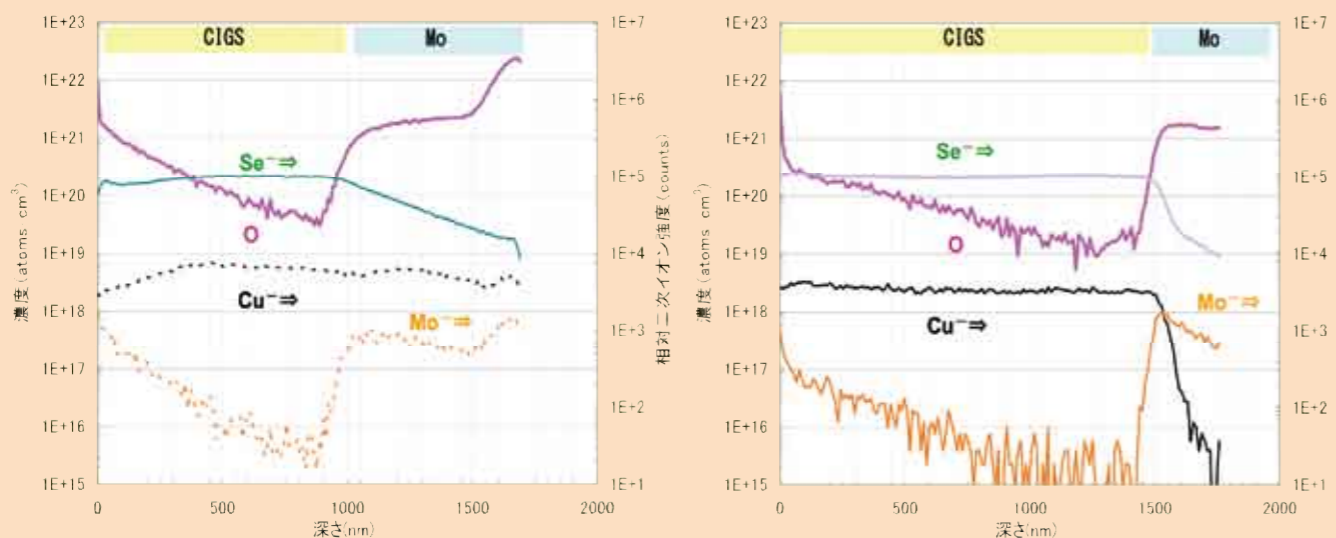 CIGS Mo
1E+23
1E+22
1E+21
1E+20
1E+19
1E+18
1E+17
1E+16
1E+15
濃度(atoms cm³)
1E+7
1E+6
1E+5
1E+4
1E+3
1E+2
1E+1
相対二次イオン強度(counts)
Se⁻⇒
O
Cu⁻⇒
Mo⁻⇒
0 500 1000 1500 2000
深さ(nm)
CIGS Mo
1E+23
1E+22
1E+21
1E+20
1E+19
1E+18
1E+17
1E+16
1E+15
濃度(atoms cm³)
1E+7
1E+6
1E+5
1E+4
1E+3
1E+2
1E+1
Se⁻⇒
O
Cu⁻⇒
Mo⁻⇒
0 500 1000 1500 2000
深さ(nm)